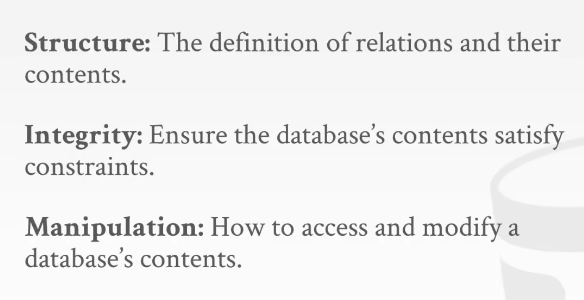 Structure: The definition of relations and their
contents.
Integrity: Ensure the database's contents satisfy
constraints.
Manipulation: How to access and modify a
database's contents.